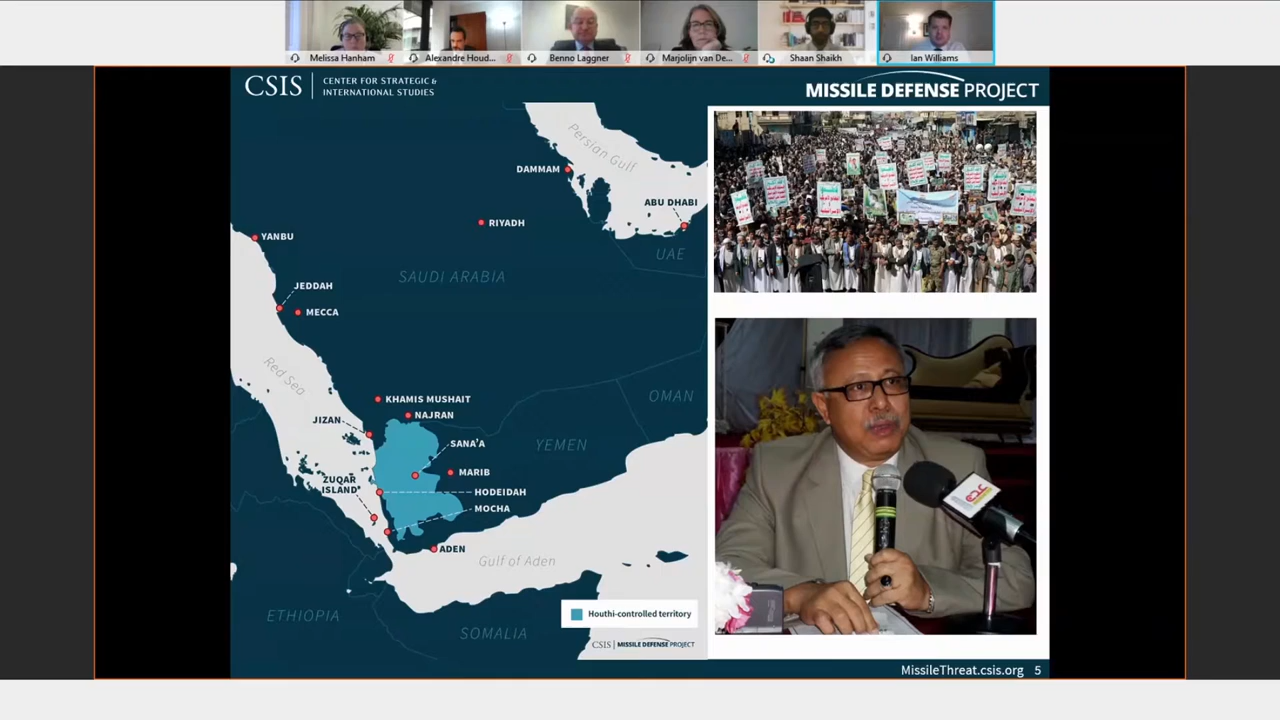 Melissa Hanham
Alexandre Houd...
Benno Laggner
Marjolijn van De...
Shaan Shaikh
Ian Williams
CSIS
CENTER FOR STRATEGIC &
INTERNATIONAL STUDIES
MISSILE DEFENSE PROJECT
Persian Gulf
DAMMAM
ABU DHABI
RIYADH
YANBU
UAE
SAUDI ARABIA
JEDDAH
MECCA
Red Sea
OMAN
KHAMIS MUSHAIT
NAJRAN
JIZAN
SANA'A
YEMEN
MARIB
ZUQAR
ISLAND
HODEIDAH
MOCHA
ADEN
Gulf of Aden
ETHIOPIA
SOMALIA
Houthi-controlled territory
CSIS MISSILE DEFENSE PROJECT
MissileThreat.csis.org 5